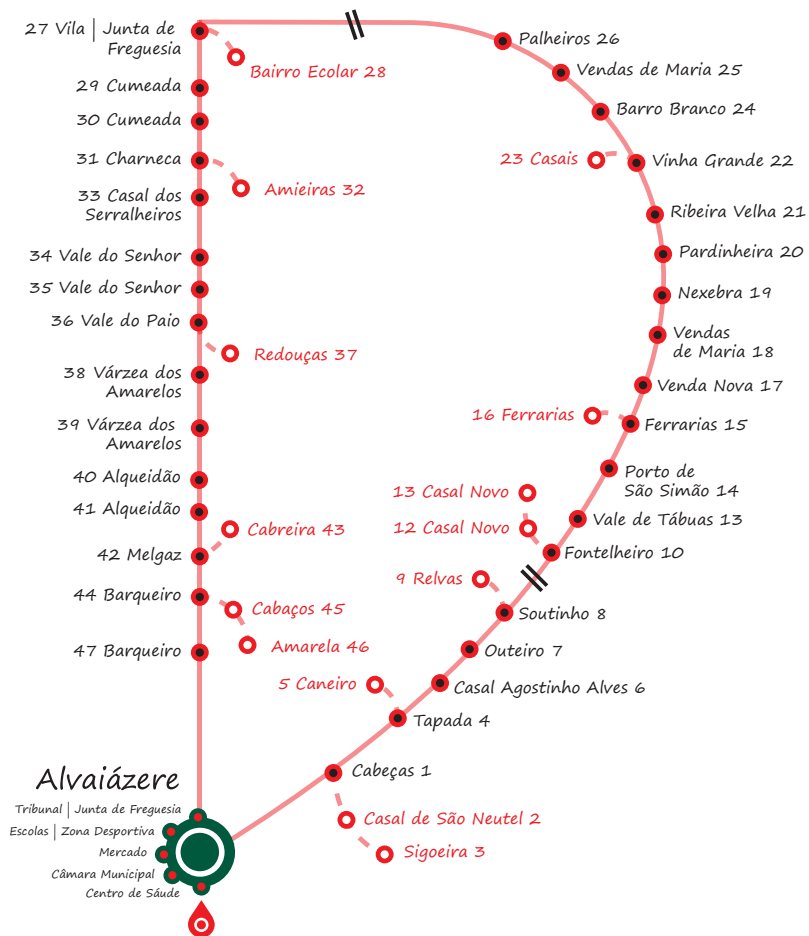 27 Vila | Junta de
Freguesia
Bairro Ecolar 28
29 Cumeada
30 Cumeada
31 Charneca
Amieiras 32
33 Casal dos
Serralheiros
34 Vale do Senhor
35 Vale do Senhor
36 Vale do Paio
Redouças 37
38 Várzea dos
Amarelos
39 Várzea dos
Amarelos
40 Alqueidão
41 Alqueidão
Cabreira 43
42 Melgaz
44 Barqueiro
Cabaços 45
Amarela 46
47 Barqueiro
Palheiros 26
Vendas de Maria 25
Barro Branco 24
23 Casais
Vinha Grande 22
Ribeira Velha 21
Pardinheira 20
Nexebra 19
Vendas
de Maria 18
Venda Nova 17
16 Ferrarias
Ferrarias 15
Porto de
São Simão 14
13 Casal Novo
Vale de Tábuas 13
12 Casal Novo
Fontelheiro 10
9 Relvas
Soutinho 8
Outeiro 7
5 Caneiro
Casal Agostinho Alves 6
Tapada 4
Cabeças 1
Casal de São Neutel 2
Sigoeira 3
Alvaiázere
Tribunal | Junta de Freguesia
Escolas | Zona Desportiva
Mercado
Câmara Municipal
Centro de Sáude